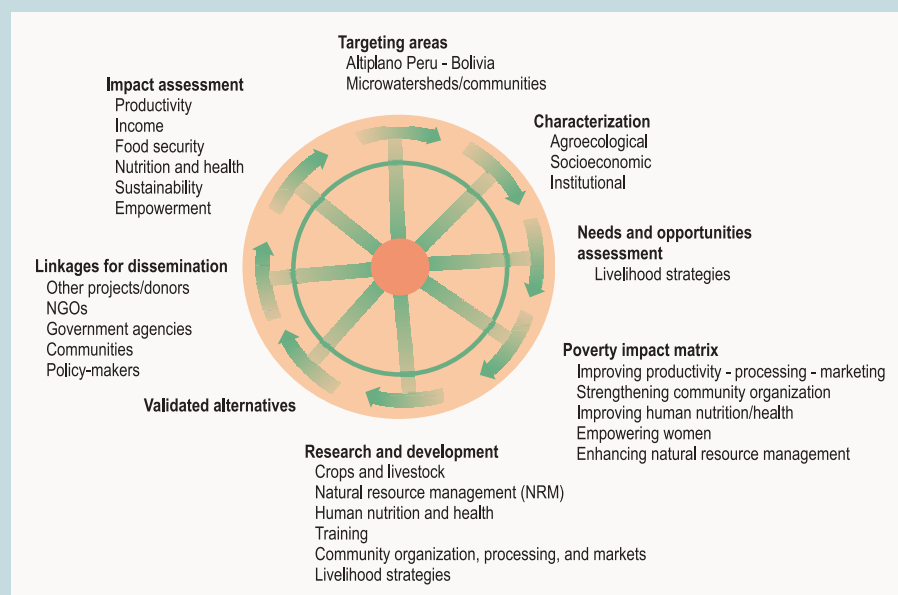 Targeting areas
Altiplano Peru - Bolivia
Microwatersheds/communities
Characterization
Agroecological
Socioeconomic
Institutional
Needs and opportunities
assessment
Livelihood strategies
Poverty impact matrix
Improving productivity - processing - marketing
Strengthening community organization
Improving human nutrition/health
Empowering women
Enhancing natural resource management
Research and development
Crops and livestock
Natural resource management (NRM)
Human nutrition and health
Training
Community organization, processing, and markets
Livelihood strategies
Validated alternatives
Linkages for dissemination
Other projects/donors
NGOs
Government agencies
Communities
Policy-makers
Impact assessment
Productivity
Income
Food security
Nutrition and health
Sustainability
Empowerment